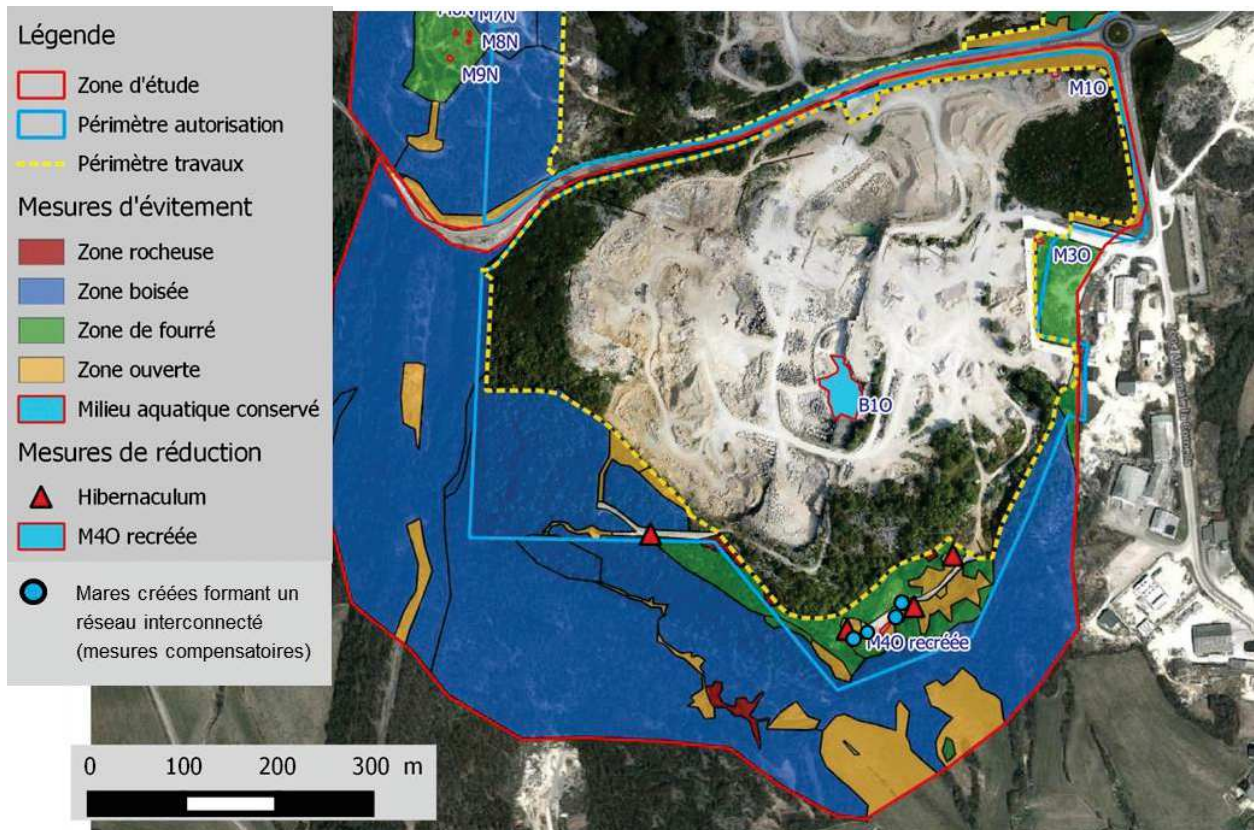 Légende
Zone d'étude
Périmètre autorisation
Périmètre travaux
Mesures d'évitement
Zone rocheuse
Zone boisée
Zone de fourré
Zone ouverte
Milieu aquatique conservé
Mesures de réduction
Hibernaculum
M4O recréée
Mares créées formant un
réseau interconnecté
(mesures compensatoires)
0 100 200 300 m
M7N
M8N
M9N
M1O
M3O
B1O
M4O recréée